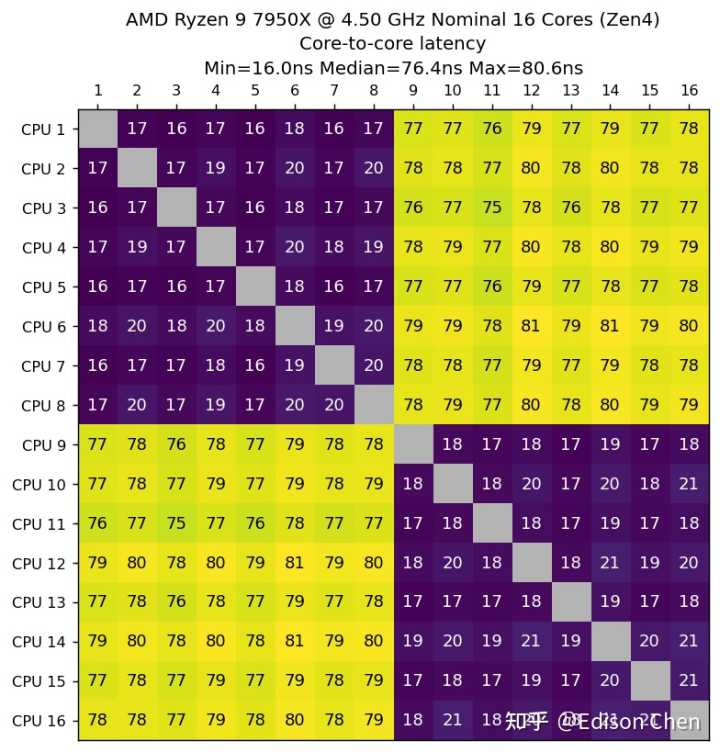 AMD Ryzen 9 7950X @ 4.50 GHz Nominal 16 Cores (Zen4)
Core-to-core latency
Min=16.0ns Median=76.4ns Max=80.6ns
1 2 3 4 5 6 7 8 9 10 11 12 13 14 15 16
CPU 1 17 16 17 16 18 16 17 77 77 76 79 77 79 77 78
CPU 2 17 17 19 17 20 17 20 78 78 77 80 78 80 78 78
CPU 3 16 17 17 16 18 17 17 76 77 75 78 76 78 77 77
CPU 4 17 19 17 17 20 18 19 78 79 77 80 78 80 79 79
CPU 5 16 17 16 17 18 16 17 77 77 76 79 77 78 77 78
CPU 6 18 20 18 20 18 19 20 79 79 78 81 79 81 79 80
CPU 7 16 17 17 18 16 19 20 78 78 77 79 77 79 78 78
CPU 8 17 20 17 19 17 20 20 78 79 77 80 78 80 79 79
CPU 9 77 78 76 78 77 79 78 78 18 17 18 17 19 17 18
CPU 10 77 78 77 79 77 79 78 79 18 18 20 17 20 18 21
CPU 11 76 77 75 77 76 78 77 77 17 18 18 17 19 17 18
CPU 12 79 80 78 80 79 81 79 80 18 20 18 18 21 19 20
CPU 13 77 78 76 78 77 79 77 78 17 17 17 18 19 17 18
CPU 14 79 80 78 80 78 81 79 80 19 20 19 21 19 20 21
CPU 15 77 78 77 79 77 79 78 79 17 18 17 19 17 20 21
CPU 16 78 78 77 79 78 80 78 79 18 21 18 20 18 21 21
知乎 @Edison Chen